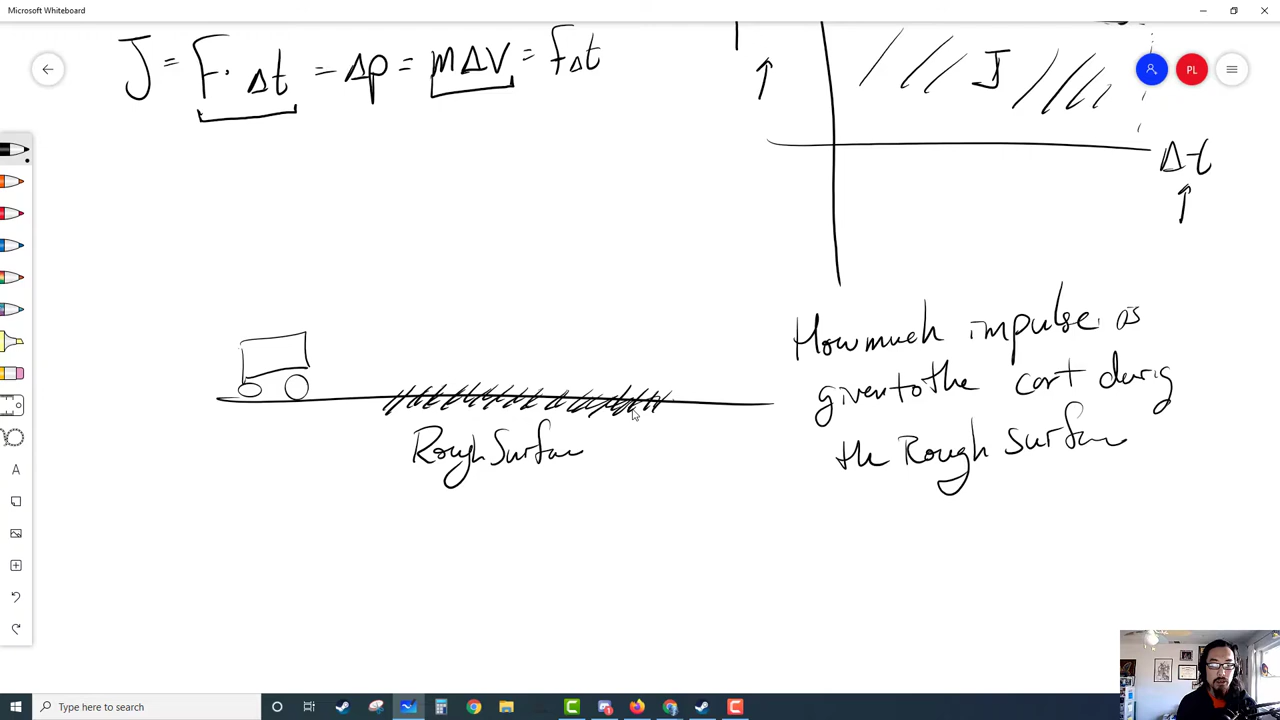 Microsoft Whiteboard
J = F · Δt = Δp = mΔV = fΔt
J
Δt
PL
How much impulse is
given to the cart during
the Rough Surface
Rough Surface
A
Type here to search